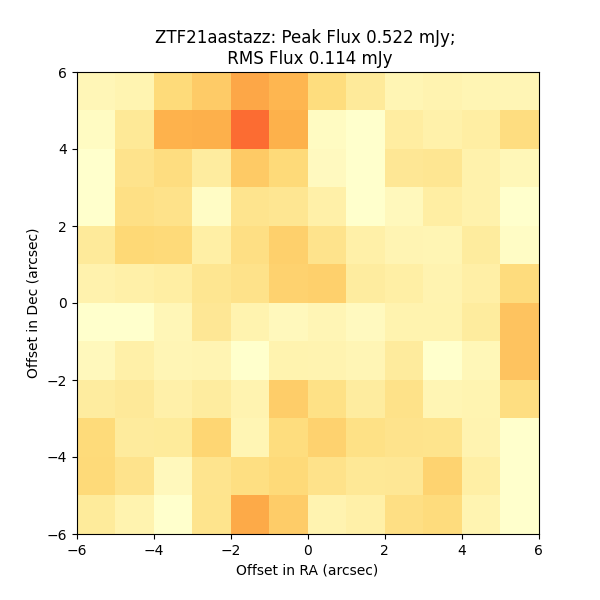 ZTF21aastazz: Peak Flux 0.522 mJy;
RMS Flux 0.114 mJy
6
4
2
0
−2
−4
−6
Offset in Dec (arcsec)
−6 −4 −2 0 2 4 6
Offset in RA (arcsec)